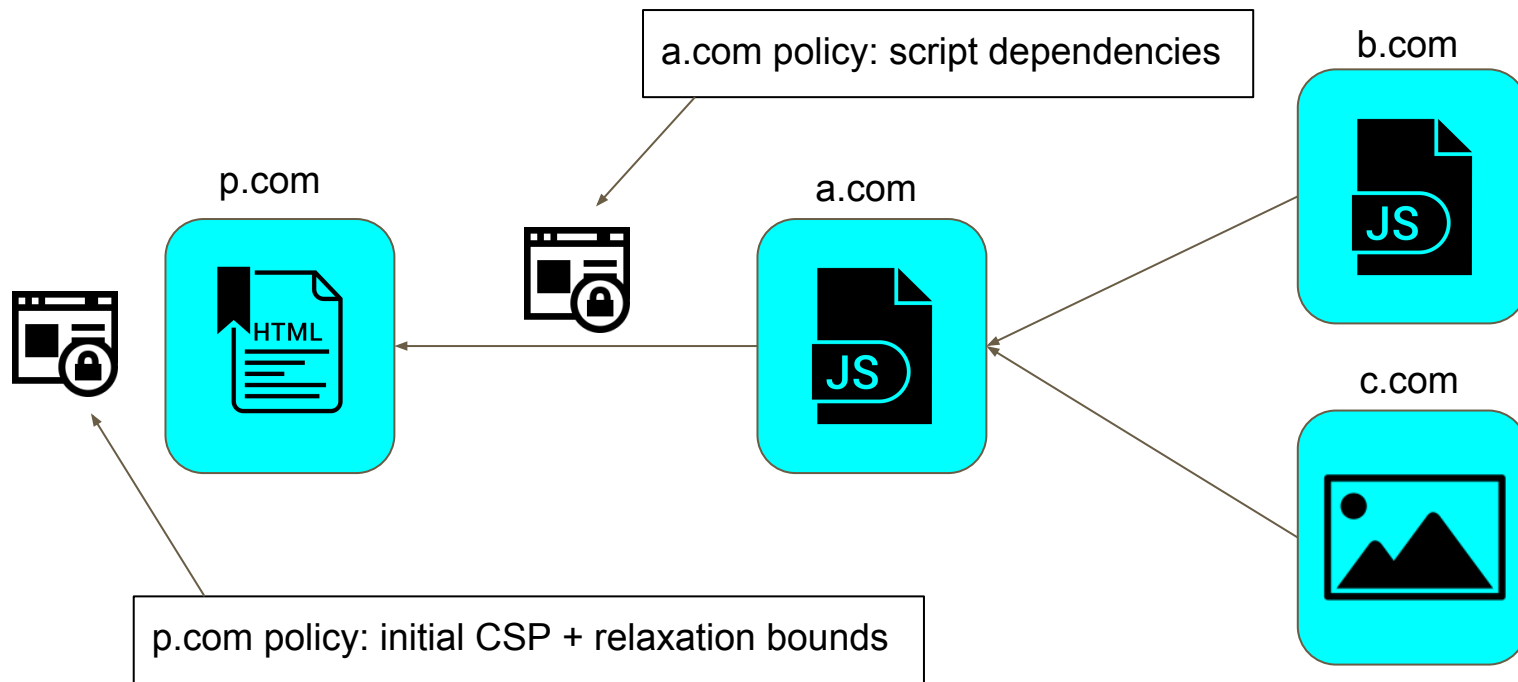 a.com policy: script dependencies
b.com
p.com
a.com
JS
HTML
JS
c.com
p.com policy: initial CSP + relaxation bounds